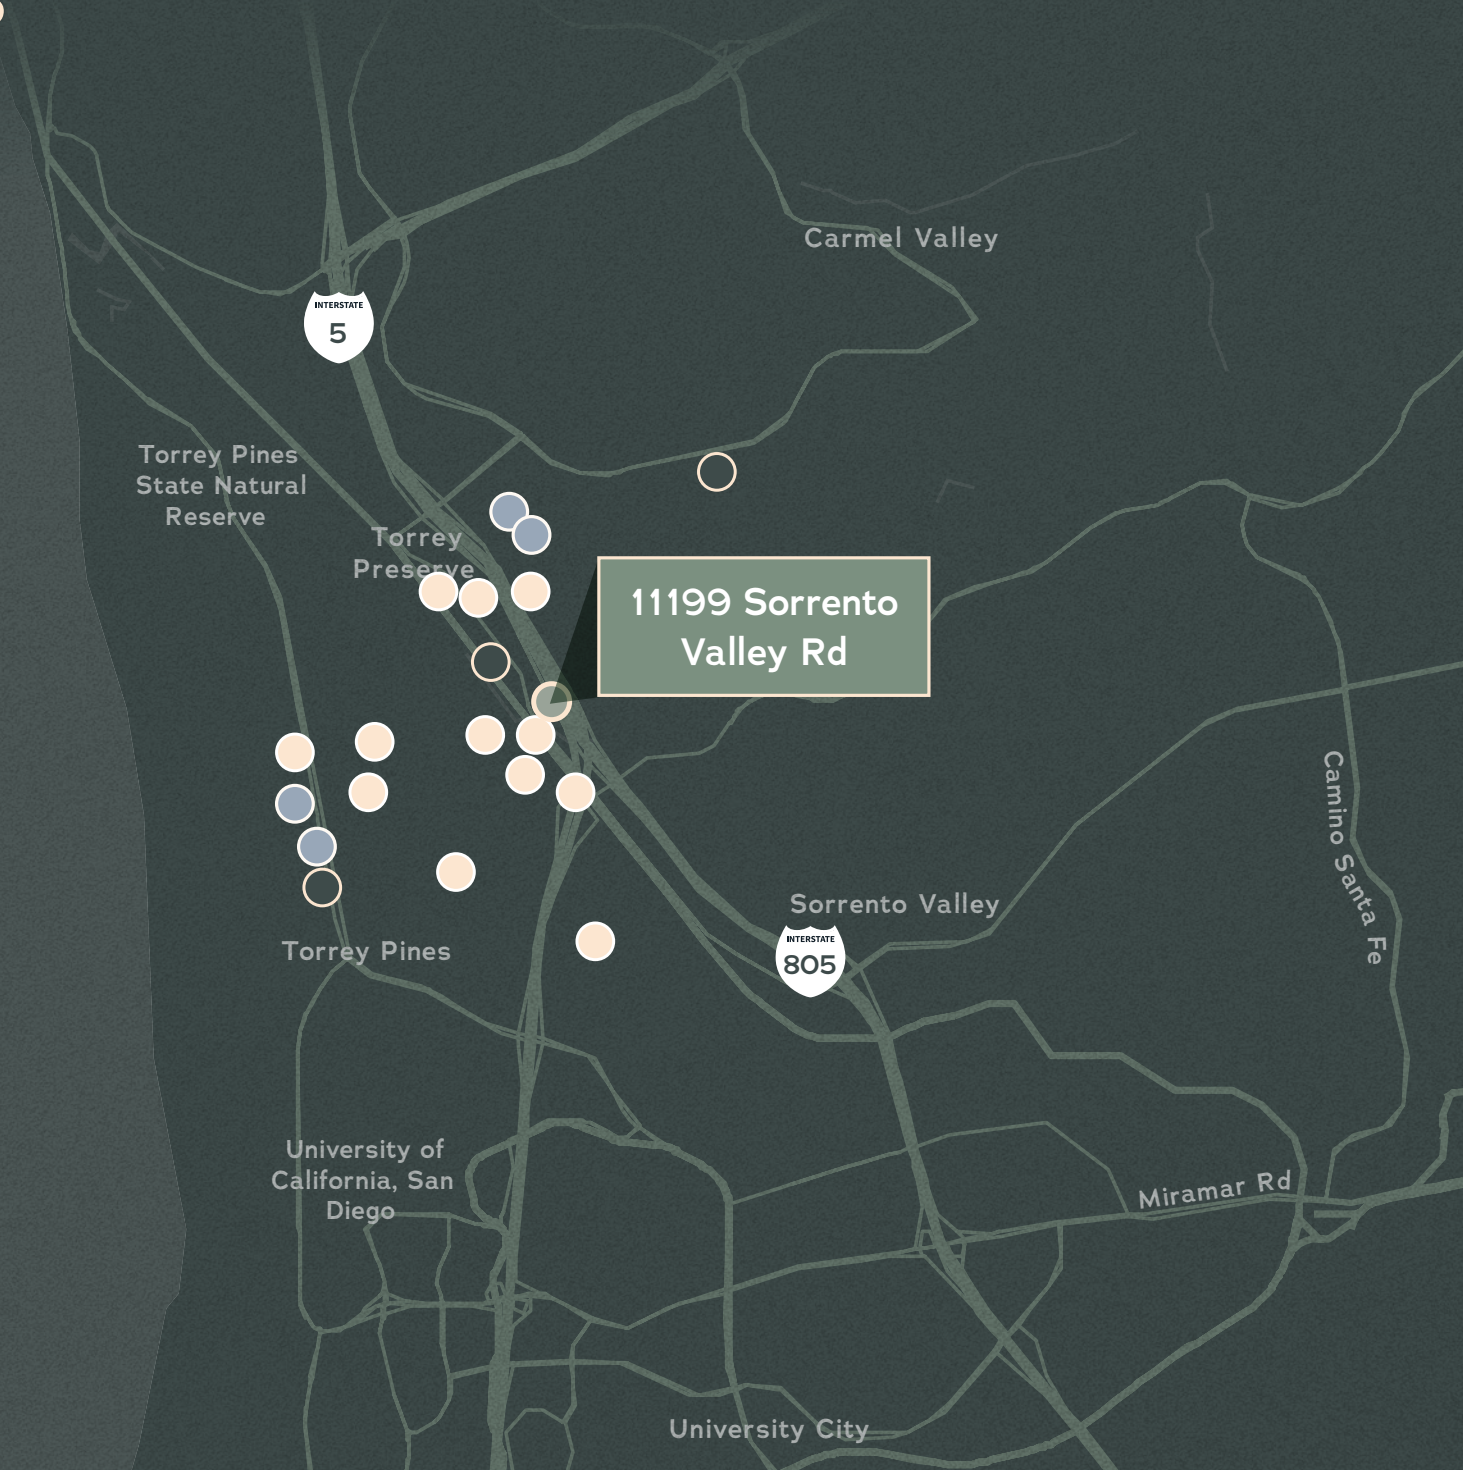 Carmel Valley
INTERSTATE
5
Torrey Pines
State Natural
Reserve
Torrey
Preserve
11199 Sorrento
Valley Rd
Camino Santa Fe
Sorrento Valley
INTERSTATE
805
Torrey Pines
University of
California, San
Diego
Miramar Rd
University City